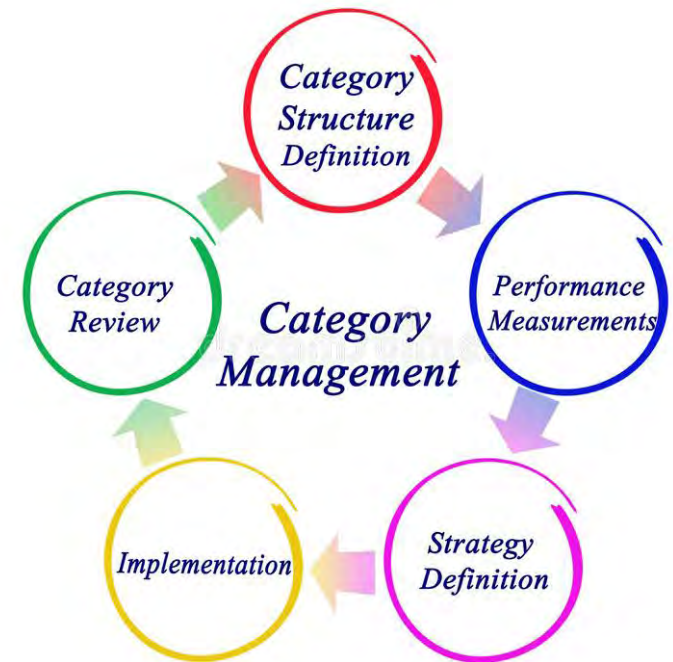 Category
Structure
Definition
Performance
Measurements
Strategy
Definition
Implementation
Category
Review
Category
Management